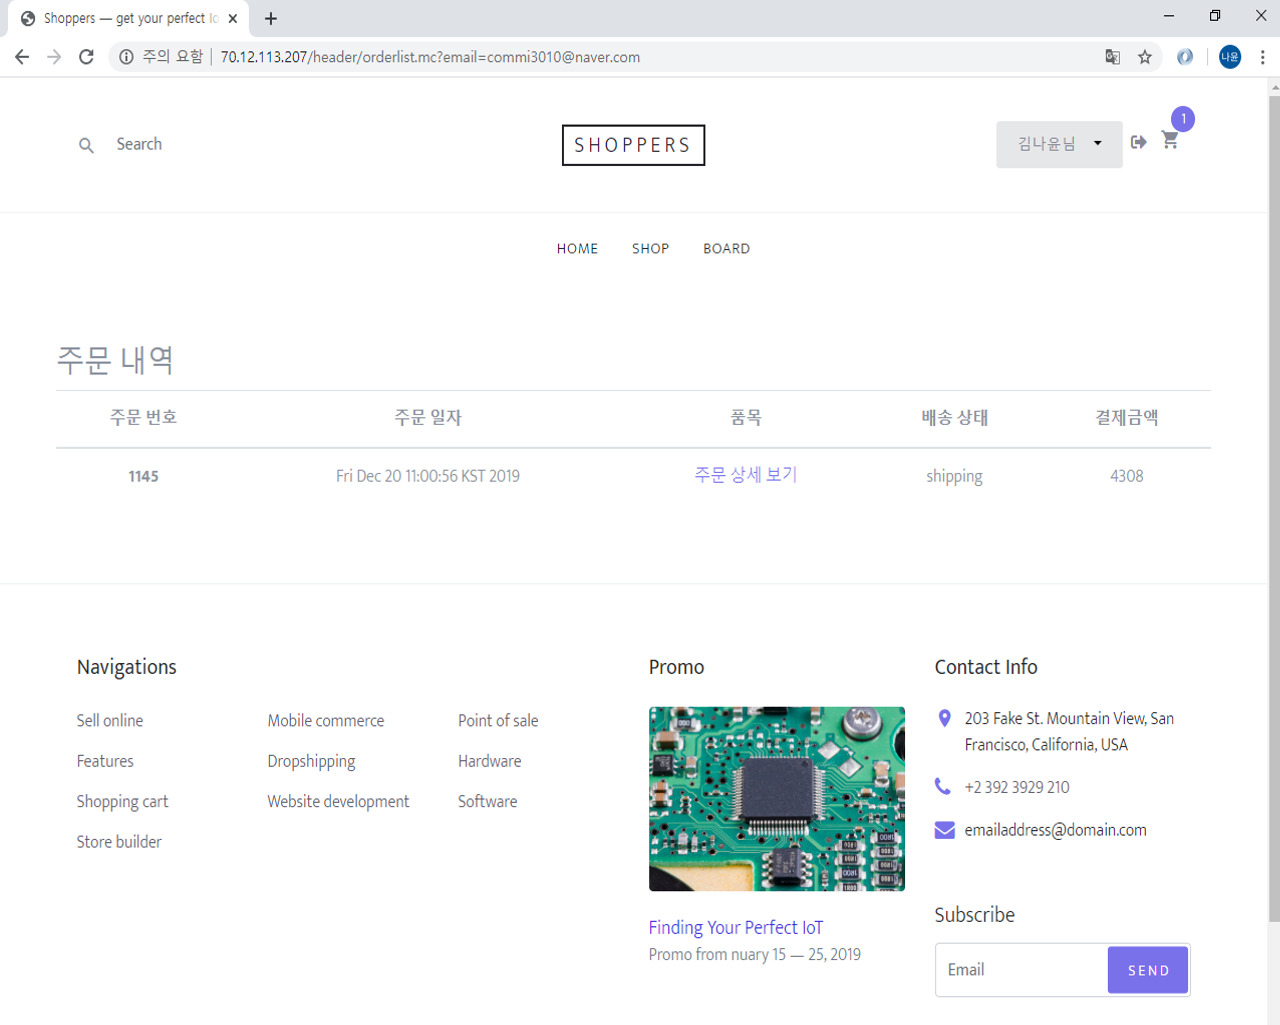 Shoppers — get your perfect Io
주의 요함
70.12.113.207/header/orderlist.mc?email=commi3010@naver.com
나윤
Search
SHOPPERS
김나윤님
1
HOME SHOP BOARD
주문 내역
주문 번호 주문 일자 품목 배송 상태 결제금액
1145 Fri Dec 20 11:00:56 KST 2019 주문 상세 보기 shipping 4308
Navigations
Sell online
Features
Shopping cart
Store builder
Mobile commerce
Dropshipping
Website development
Point of sale
Hardware
Software
Promo
Finding Your Perfect IoT
Promo from nuary 15 — 25, 2019
Contact Info
203 Fake St. Mountain View, San
Francisco, California, USA
+2 392 3929 210
emailaddress@domain.com
Subscribe
Email
SEND